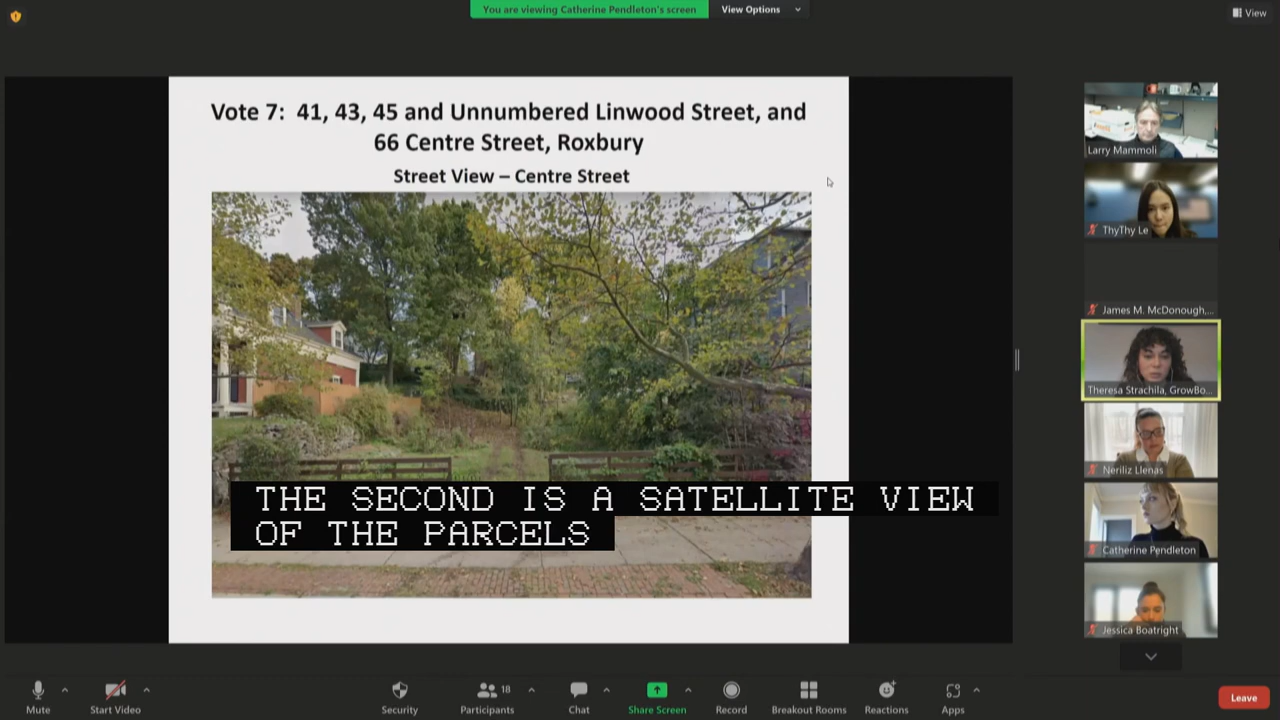 You are viewing Catherine Pendleton's screen
View Options
View
Vote 7: 41, 43, 45 and Unnumbered Linwood Street, and
66 Centre Street, Roxbury
Street View – Centre Street
THE SECOND IS A SATELLITE VIEW
OF THE PARCELS
Larry Mammoli
ThyThy Le
James M. McDonough,...
Theresa Strachila, GrowBo...
Neriliz Llenas
Catherine Pendleton
Jessica Boatright
Mute
Start Video
Security
Participants
18
Chat
Share Screen
Record
Breakout Rooms
Reactions
Apps
Leave